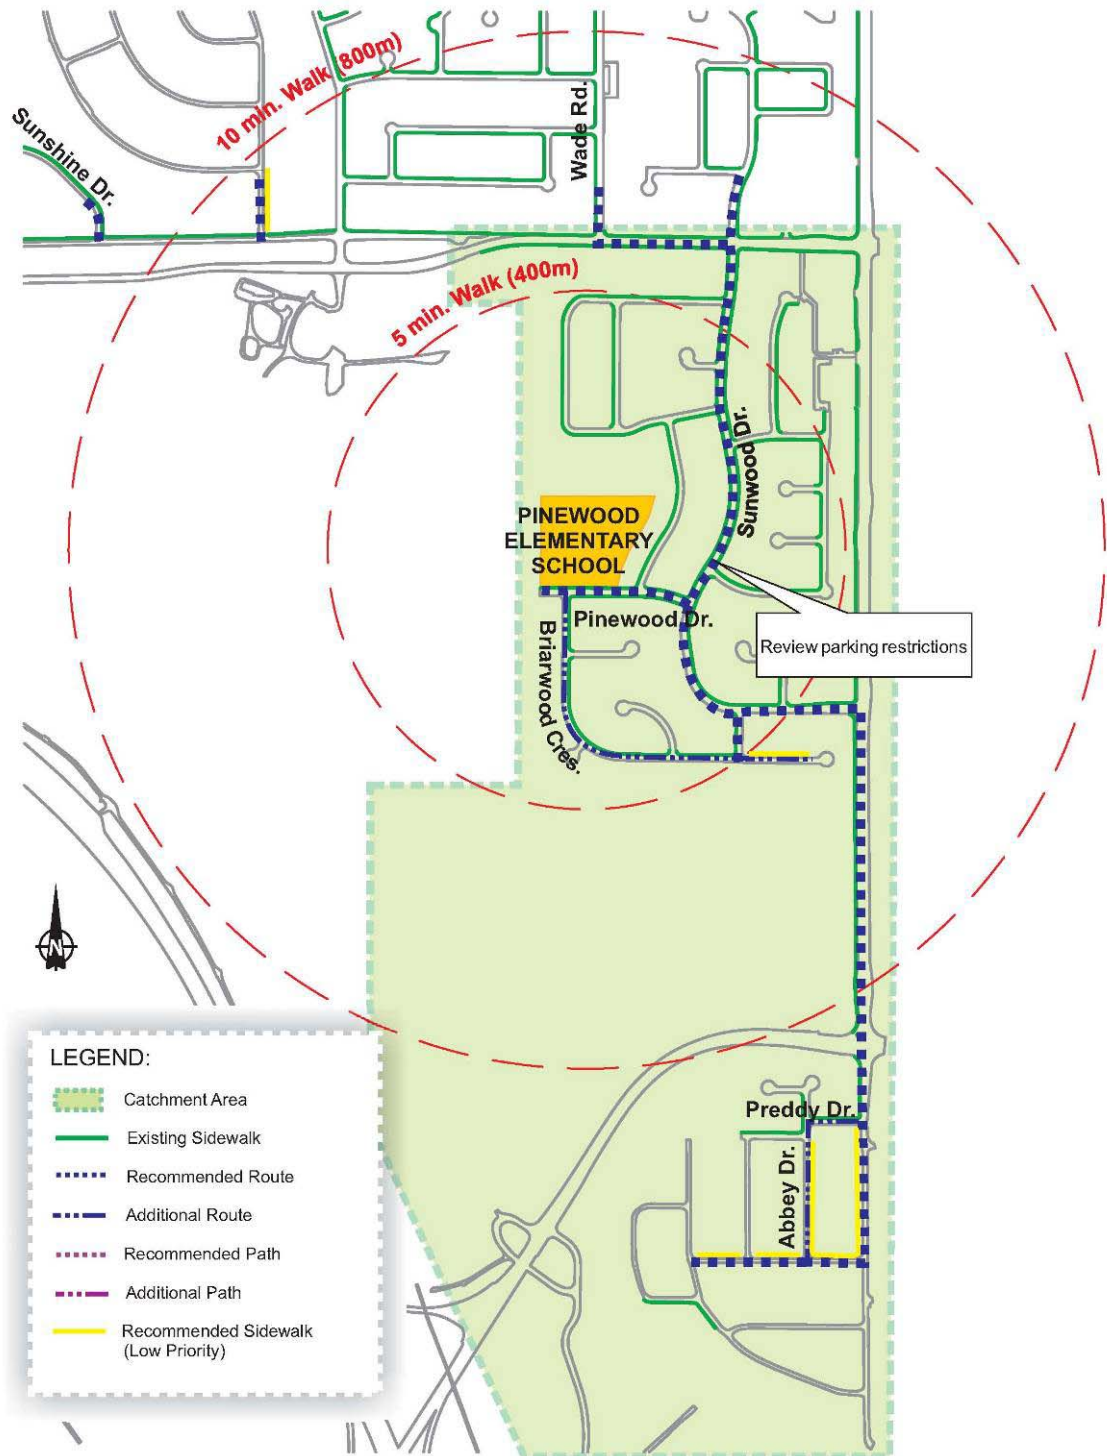 10 min. Walk (800m)
Sunshine Dr.
Wade Rd.
5 min. Walk (400m)
Sunwood Dr.
PINEWOOD
ELEMENTARY
SCHOOL
Pinewood Dr.
Review parking restrictions
Briarwood Cres.
N
LEGEND:
Catchment Area
Existing Sidewalk
Recommended Route
Additional Route
Recommended Path
Additional Path
Recommended Sidewalk
(Low Priority)
Preddy Dr.
Abbey Dr.